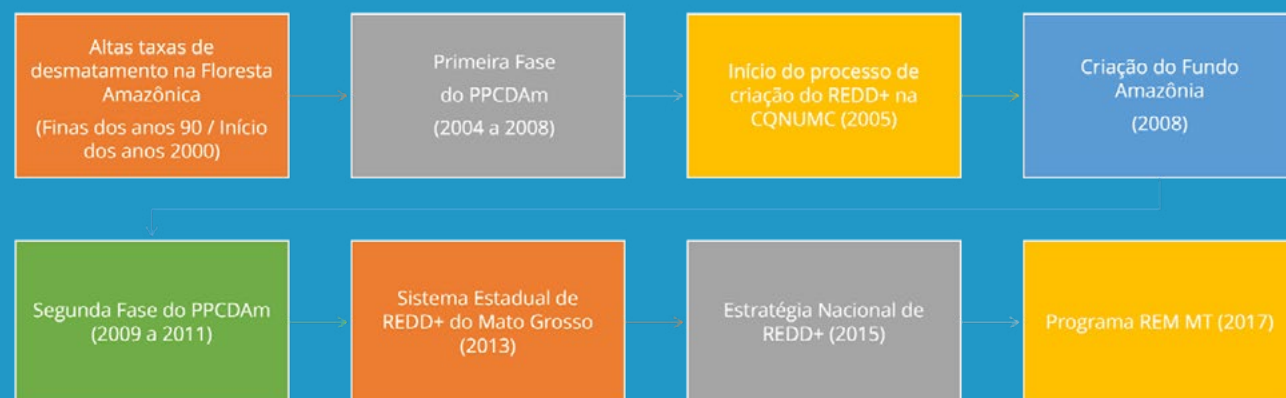 Altas taxas de
desmatamento na Floresta
Amazônica
(Finas dos anos 90 / Início
dos anos 2000)
Primeira Fase
do PPCDAm
(2004 a 2008)
Início do processo de
criação do REDD+ na
CQNUMC (2005)
Criação do Fundo
Amazônia
(2008)
Segunda Fase do PPCDAm
(2009 a 2011)
Sistema Estadual de
REDD+ do Mato Grosso
(2013)
Estratégia Nacional de
REDD+ (2015)
Programa REM MT (2017)